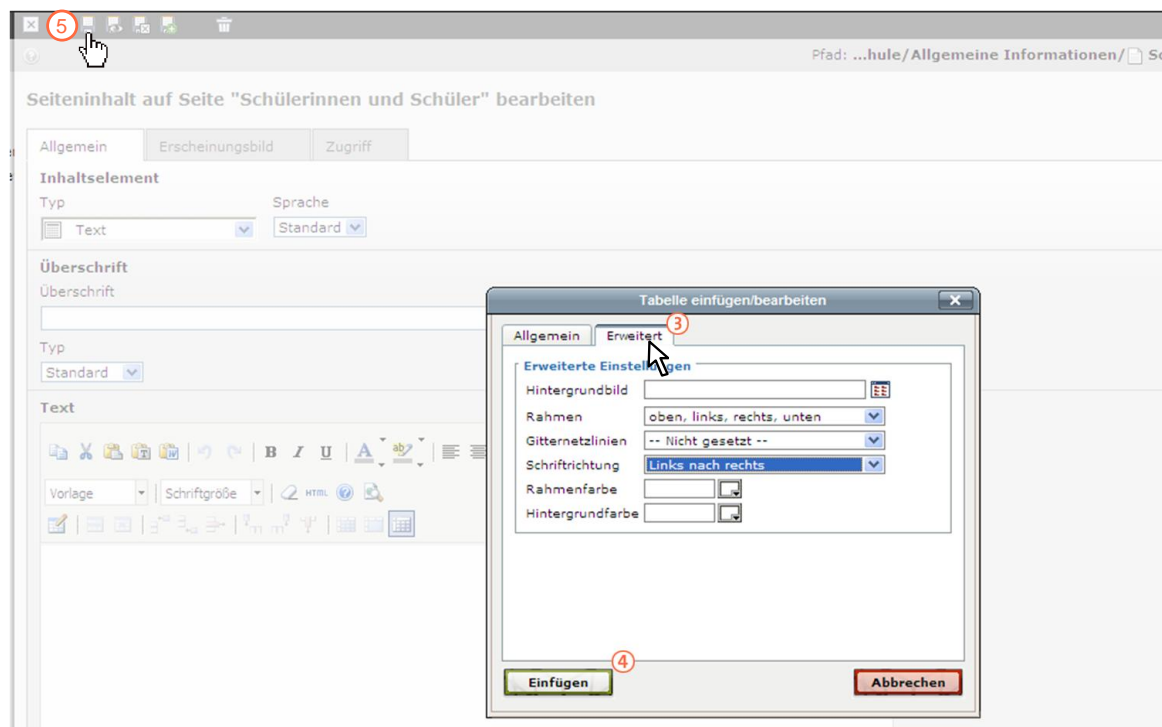 5
Pfad: ...hule/Allgemeine Informationen/
Seiteninhalt auf Seite "Schülerinnen und Schüler" bearbeiten
Allgemein Erscheinungsbild Zugriff
Inhaltselement
Typ Sprache
Text Standard
Überschrift
Überschrift
Typ
Standard
Text
B I U A ab
Vorlage Schriftgröße HTML
Tabelle einfügen/bearbeiten
3
Allgemein Erweitert
Erweiterte Einstellungen
Hintergrundbild
Rahmen oben, links, rechts, unten
Gitternetzlinien -- Nicht gesetzt --
Schriftrichtung Links nach rechts
Rahmenfarbe
Hintergrundfarbe
4
Einfügen Abbrechen